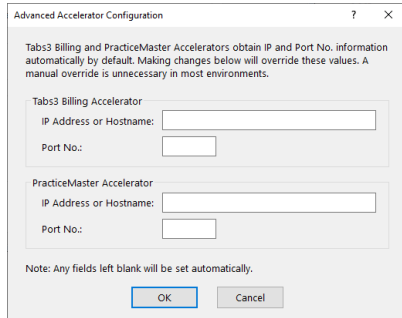 Advanced Accelerator Configuration ? ×
Tabs3 Billing and PracticeMaster Accelerators obtain IP and Port No. information
automatically by default. Making changes below will override these values. A
manual override is unnecessary in most environments.
Tabs3 Billing Accelerator
IP Address or Hostname:
Port No.:
PracticeMaster Accelerator
IP Address or Hostname:
Port No.:
Note: Any fields left blank will be set automatically.
OK Cancel